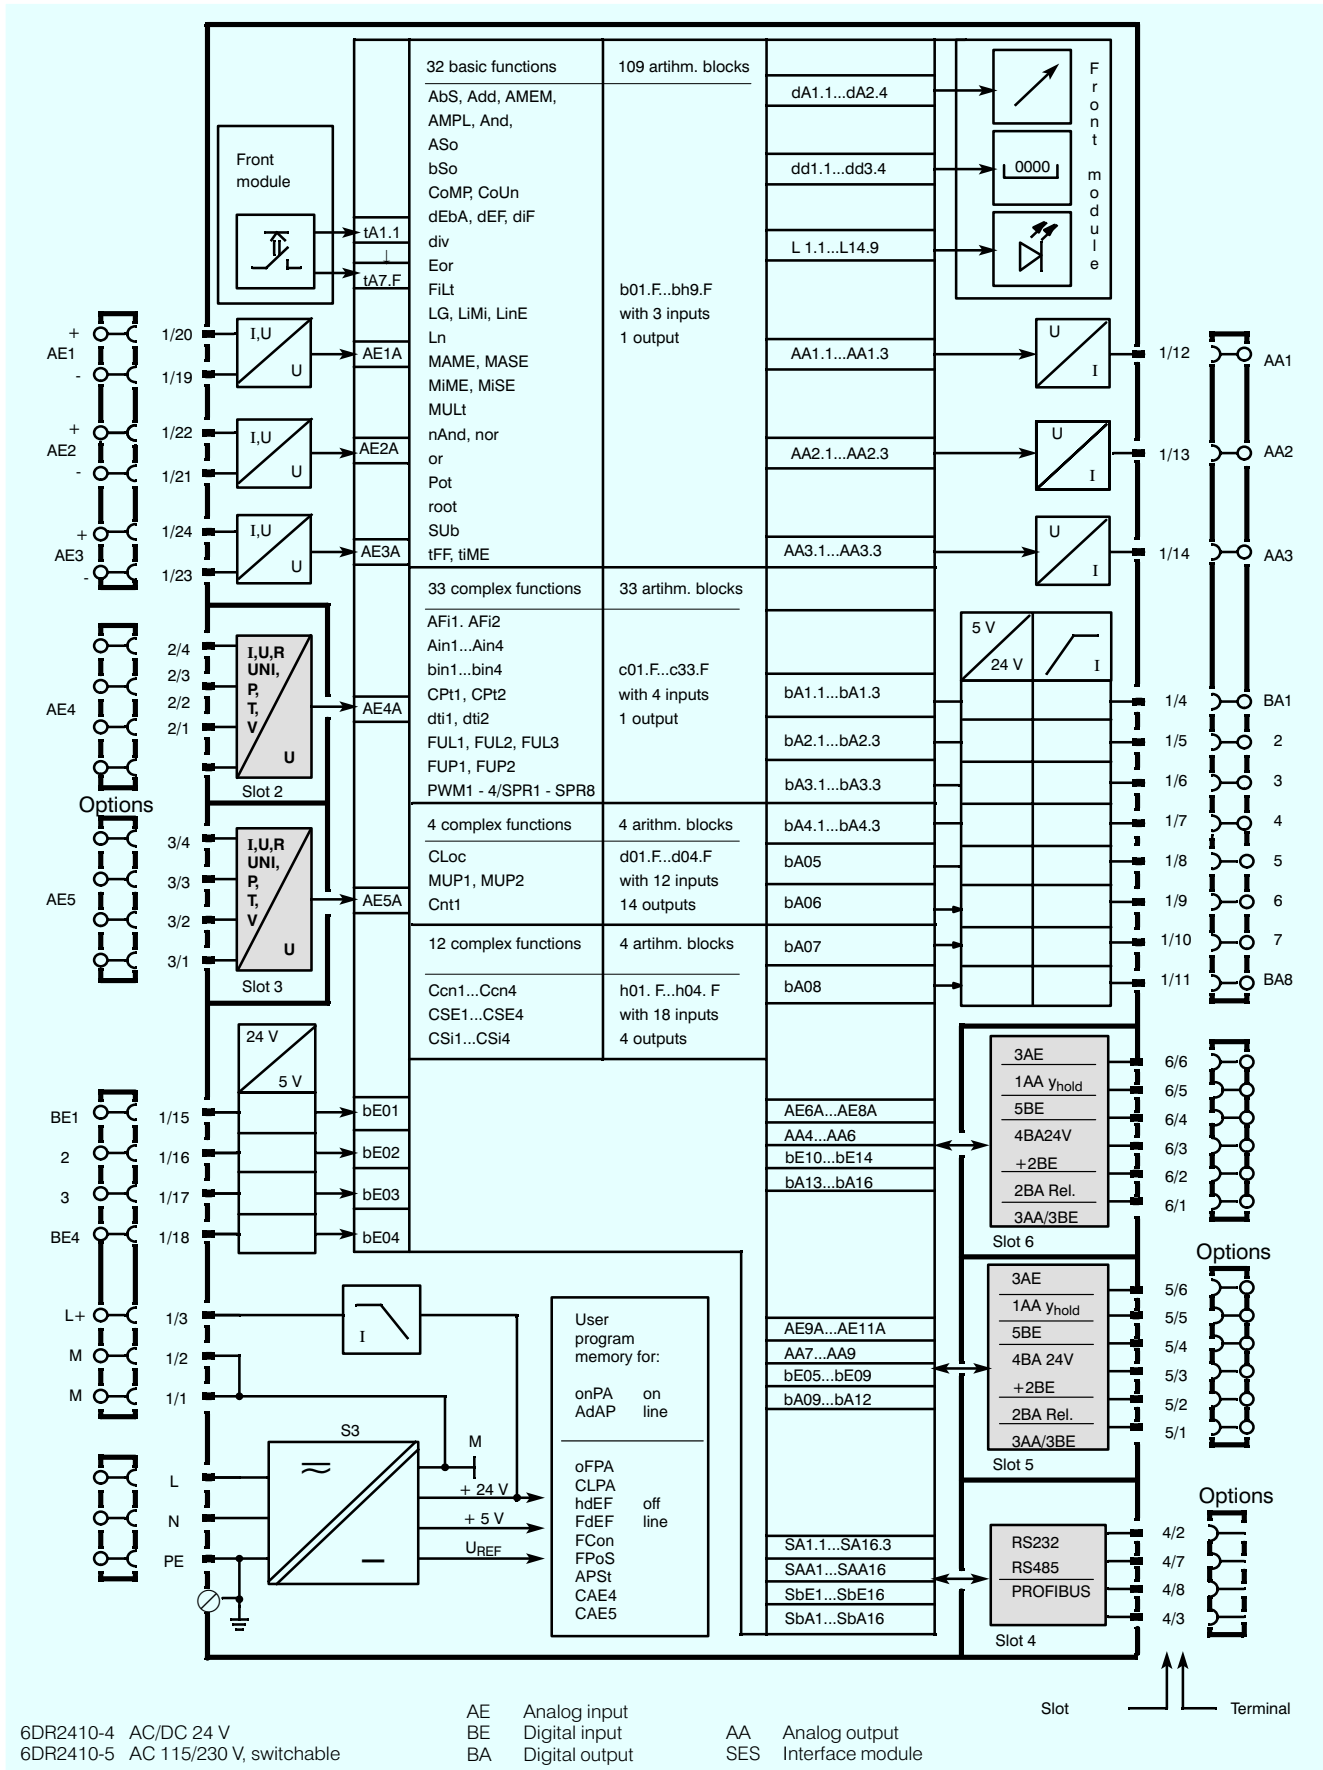 32 basic functions
109 artihm. blocks
AbS, Add, AMEM,
AMPL, And,
ASo
bSo
CoMP, CoUn
dEbA, dEF, diF
div
Eor
FiLt
LG, LiMi, LinE
Ln
MAME, MASE
MiME, MiSE
MULt
nAnd, nor
or
Pot
root
SUb
tFF, tiME
b01.F...bh9.F
with 3 inputs
1 output
33 complex functions
33 artihm. blocks
AFi1. AFi2
Ain1...Ain4
bin1...bin4
CPt1, CPt2
dti1, dti2
FUL1, FUL2, FUL3
FUP1, FUP2
PWM1 - 4/SPR1 - SPR8
c01.F...c33.F
with 4 inputs
1 output
4 complex functions
4 arithm. blocks
CLoc
MUP1, MUP2
Cnt1
d01.F...d04.F
with 12 inputs
14 outputs
12 complex functions
4 artihm. blocks
Ccn1...Ccn4
CSE1...CSE4
CSi1...CSi4
h01. F...h04. F
with 18 inputs
4 outputs
Front
module
tA1.1
↓
tA7.F
+
AE1
-
1/20
1/19
I,U
U
AE1A
+
AE2
-
1/22
1/21
I,U
U
AE2A
+
AE3
-
1/24
1/23
I,U
U
AE3A
AE4
2/4
2/3
2/2
2/1
I,U,R
UNI,
P,
T,
V
U
Slot 2
AE4A
Options
AE5
3/4
3/3
3/2
3/1
I,U,R
UNI,
P,
T,
V
U
Slot 3
AE5A
24 V
5 V
BE1
1/15
bE01
2
1/16
bE02
3
1/17
bE03
BE4
1/18
bE04
L+
1/3
I
M
1/2
M
1/1
S3
M
L
N
PE
+ 24 V
+ 5 V
UREF
User
program
memory for:
onPA on
AdAP line
oFPA
CLPA
hdEF off
FdEF line
FCon
FPoS
APSt
CAE4
CAE5
dA1.1...dA2.4
dd1.1...dd3.4
0000
L 1.1...L14.9
Front module
AA1.1...AA1.3
U
I
1/12
AA1
AA2.1...AA2.3
U
I
1/13
AA2
AA3.1...AA3.3
U
I
1/14
AA3
5 V
24 V
I
bA1.1...bA1.3
1/4
BA1
bA2.1...bA2.3
1/5
2
bA3.1...bA3.3
1/6
3
bA4.1...bA4.3
1/7
4
bA05
1/8
5
bA06
1/9
6
bA07
1/10
7
bA08
1/11
BA8
AE6A...AE8A
AA4...AA6
bE10...bE14
bA13...bA16
3AE
1AA yhold
5BE
4BA24V
+2BE
2BA Rel.
3AA/3BE
Slot 6
6/6
6/5
6/4
6/3
6/2
6/1
Options
AE9A...AE11A
AA7...AA9
bE05...bE09
bA09...bA12
3AE
1AA yhold
5BE
4BA 24V
+2BE
2BA Rel.
3AA/3BE
Slot 5
5/6
5/5
5/4
5/3
5/2
5/1
Options
SA1.1...SA16.3
SAA1...SAA16
SbE1...SbE16
SbA1...SbA16
RS232
RS485
PROFIBUS
Slot 4
4/2
4/7
4/8
4/3
Slot
Terminal
6DR2410-4 AC/DC 24 V
6DR2410-5 AC 115/230 V, switchable
AE Analog input
BE Digital input
BA Digital output
AA Analog output
SES Interface module